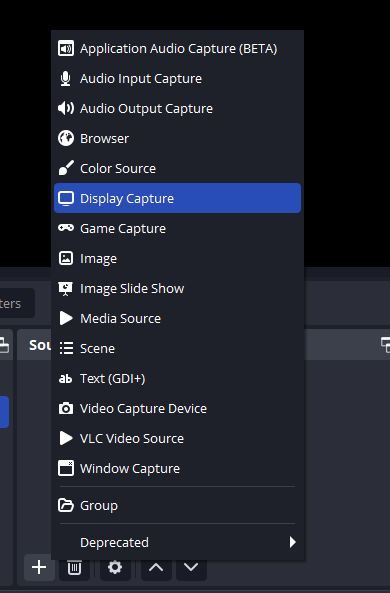 Application Audio Capture (BETA)
Audio Input Capture
Audio Output Capture
Browser
Color Source
Display Capture
Game Capture
Image
ters
Image Slide Show
Media Source
Sou
Scene
ab Text (GDI+)
Video Capture Device
VLC Video Source
Window Capture
Group
Deprecated